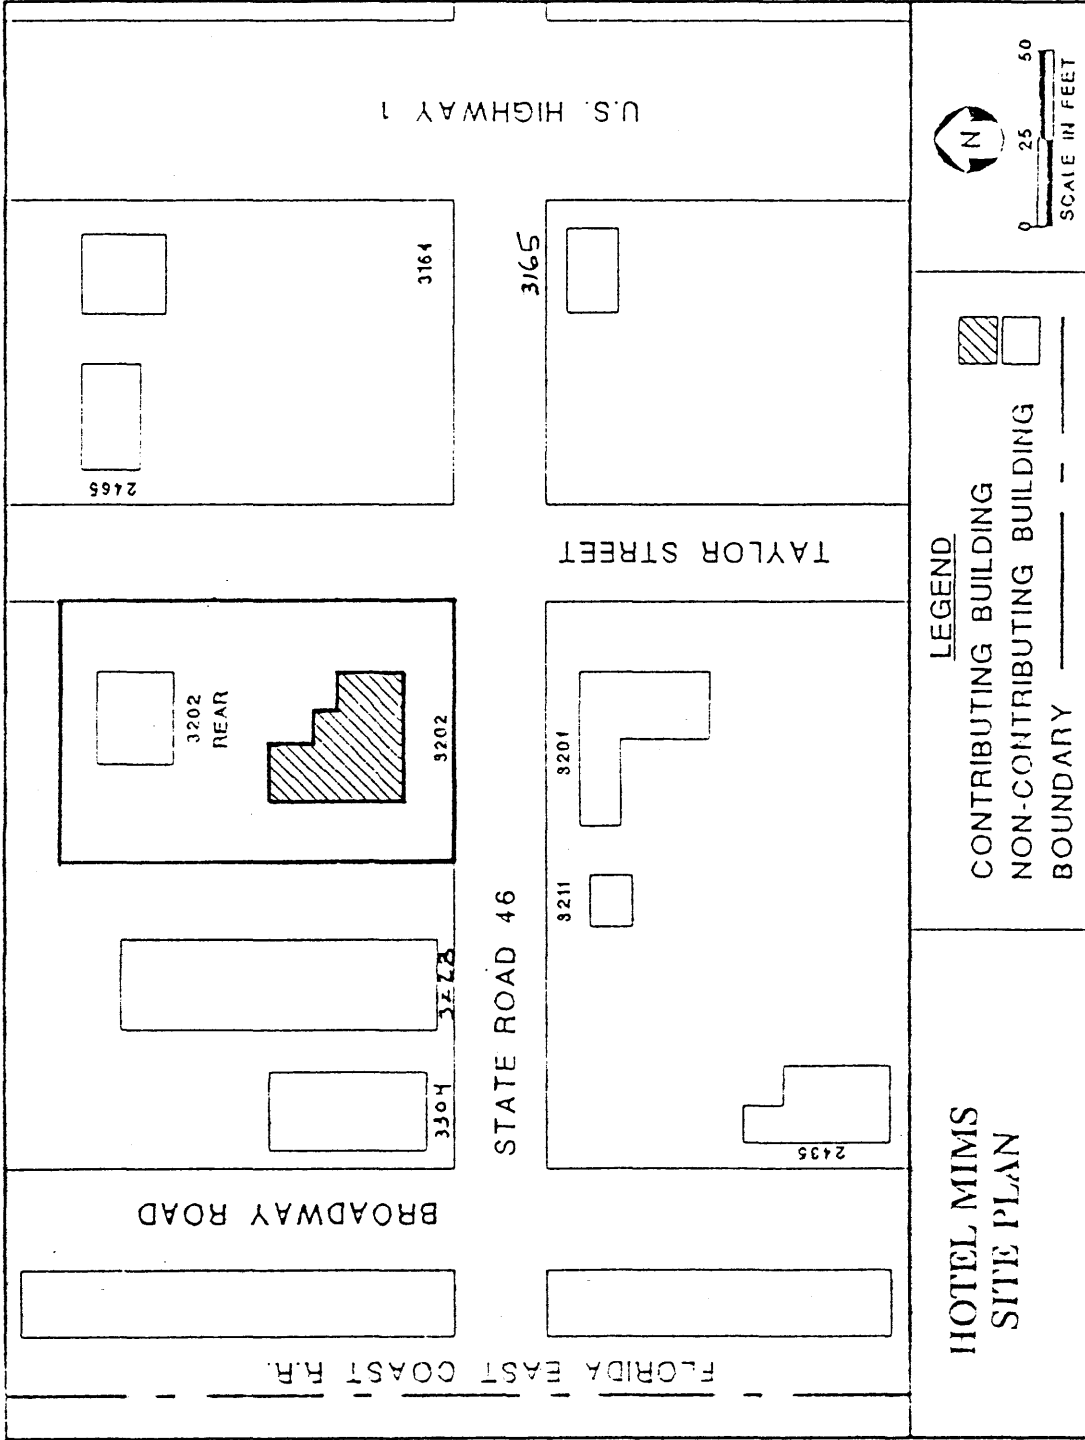 U.S. HIGHWAY 1
3164
3165
2465
TAYLOR STREET
3202
REAR
3202
3201
3211
STATE ROAD 46
3304
2435
BROADWAY ROAD
FLORIDA EAST COAST R.R.
HOTEL MIMS
SITE PLAN
LEGEND
CONTRIBUTING BUILDING
NON-CONTRIBUTING BUILDING
BOUNDARY
N
0 25 50
SCALE IN FEET